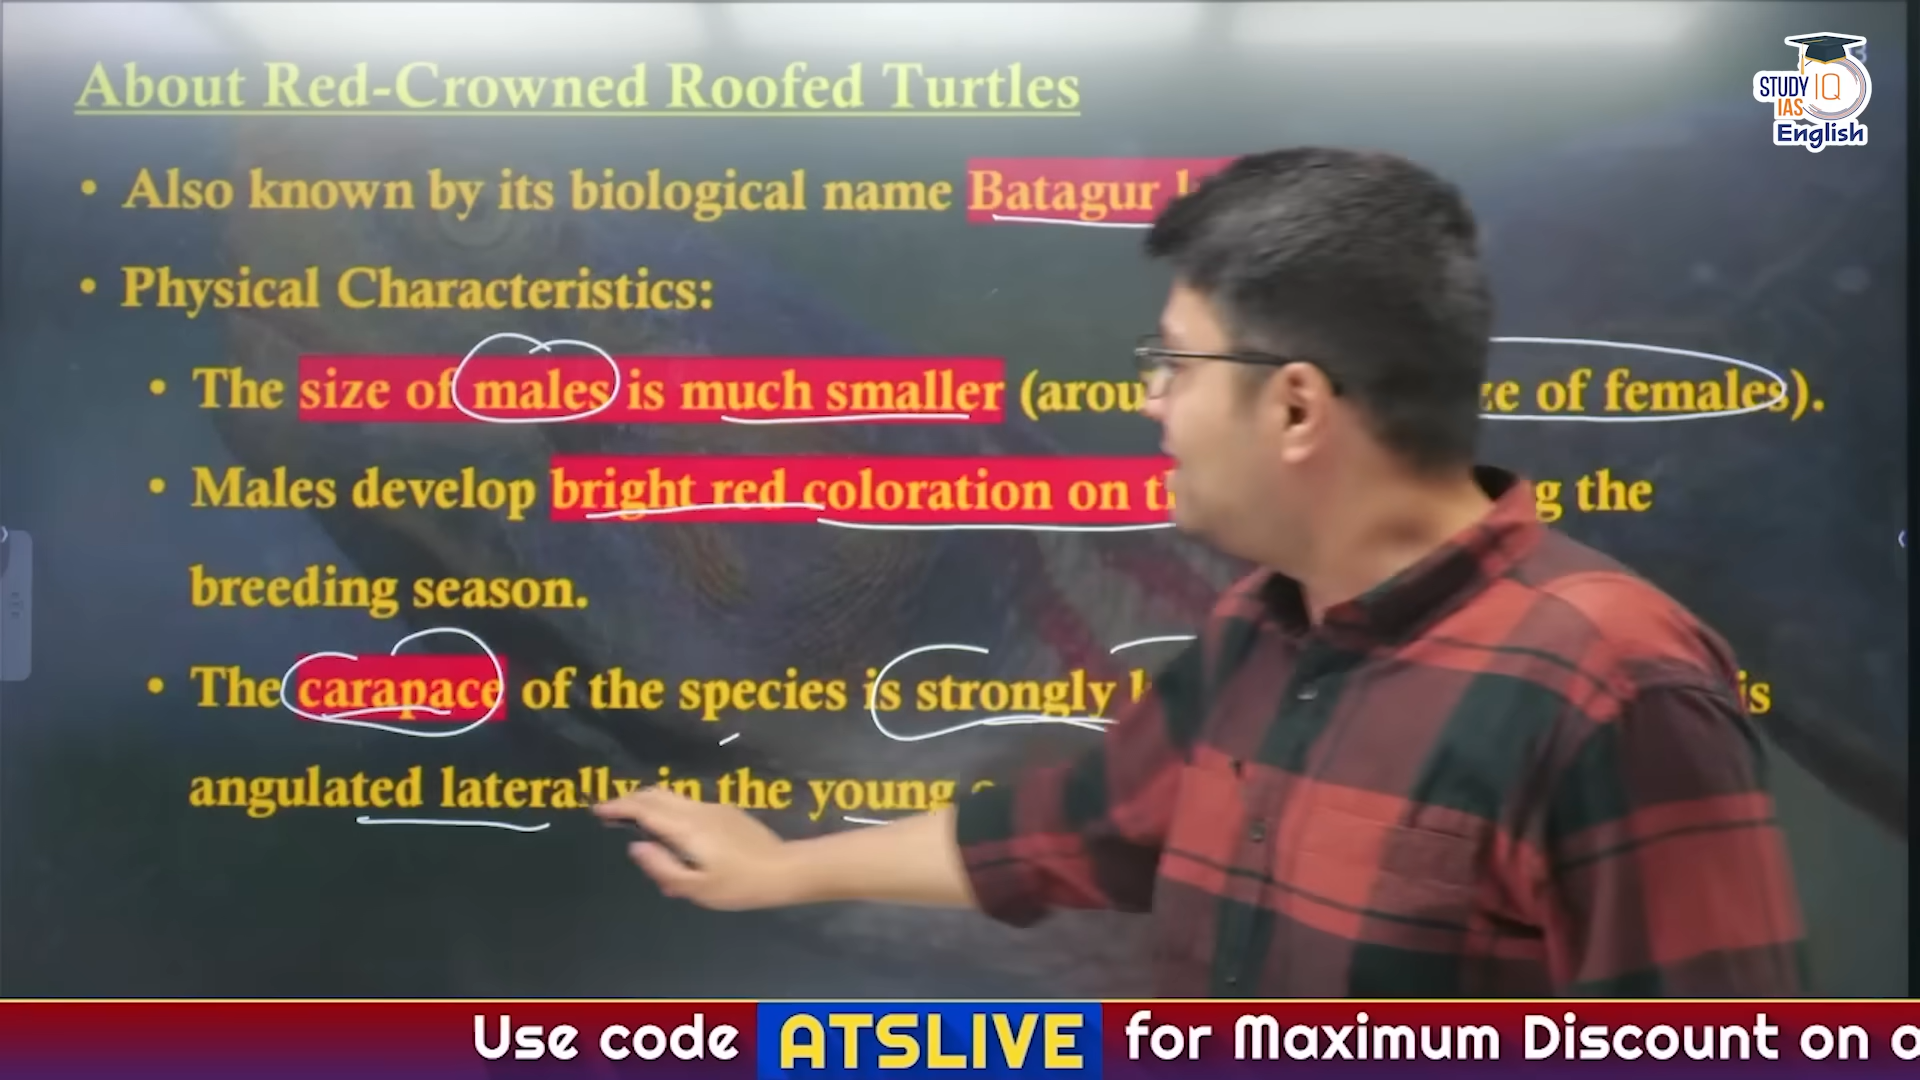 About Red-Crowned Roofed Turtles
STUDY IQ
IAS
English
• Also known by its biological name Batagur
• Physical Characteristics:
• The size of males is much smaller (arou of females).
• Males develop bright red coloration on the
breeding season.
• The carapace of the species is strongly is
angulated laterally in the young
Use code ATSLIVE for Maximum Discount on